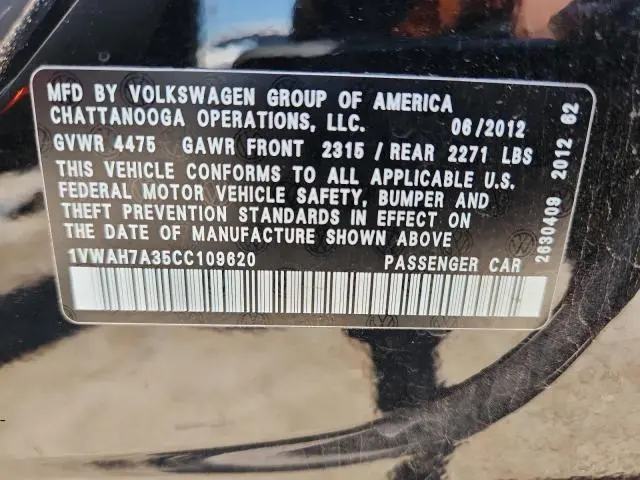 MFD BY VOLKSWAGEN GROUP OF AMERICA
CHATTANOOGA OPERATIONS, LLC. 06/2012
GVWR 4475 GAWR FRONT 2315 / REAR 2271 LBS
THIS VEHICLE CONFORMS TO ALL APPLICABLE U.S.
FEDERAL MOTOR VEHICLE SAFETY, BUMPER AND
THEFT PREVENTION STANDARDS IN EFFECT ON
THE DATE OF MANUFACTURE SHOWN ABOVE
1VWAH7A35CC109620 PASSENGER CAR
2630409 2012 62